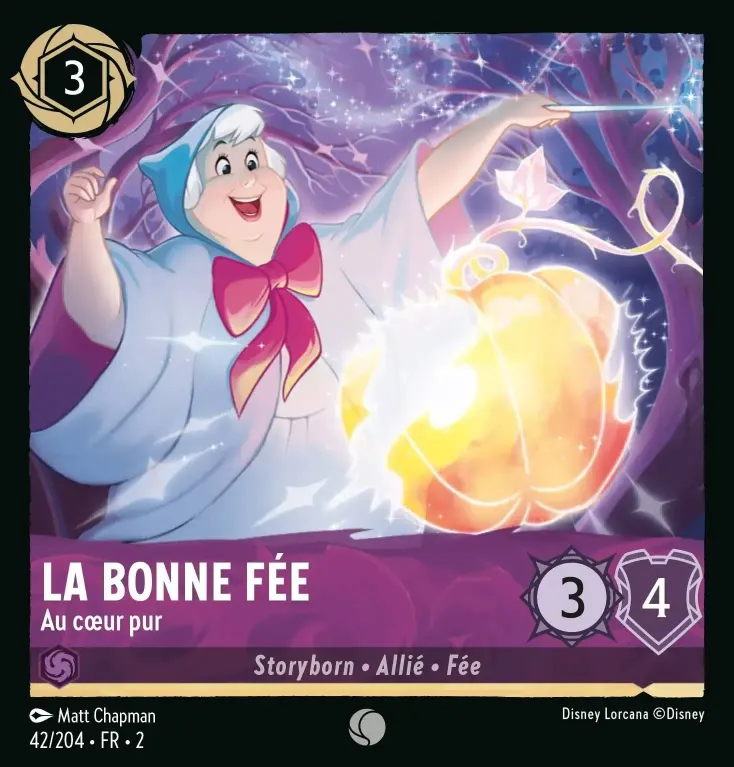 3
LA BONNE FÉE
Au cœur pur
3 4
Storyborn • Allié • Fée
Matt Chapman
Disney Lorcana ©Disney
42/204 • FR • 2